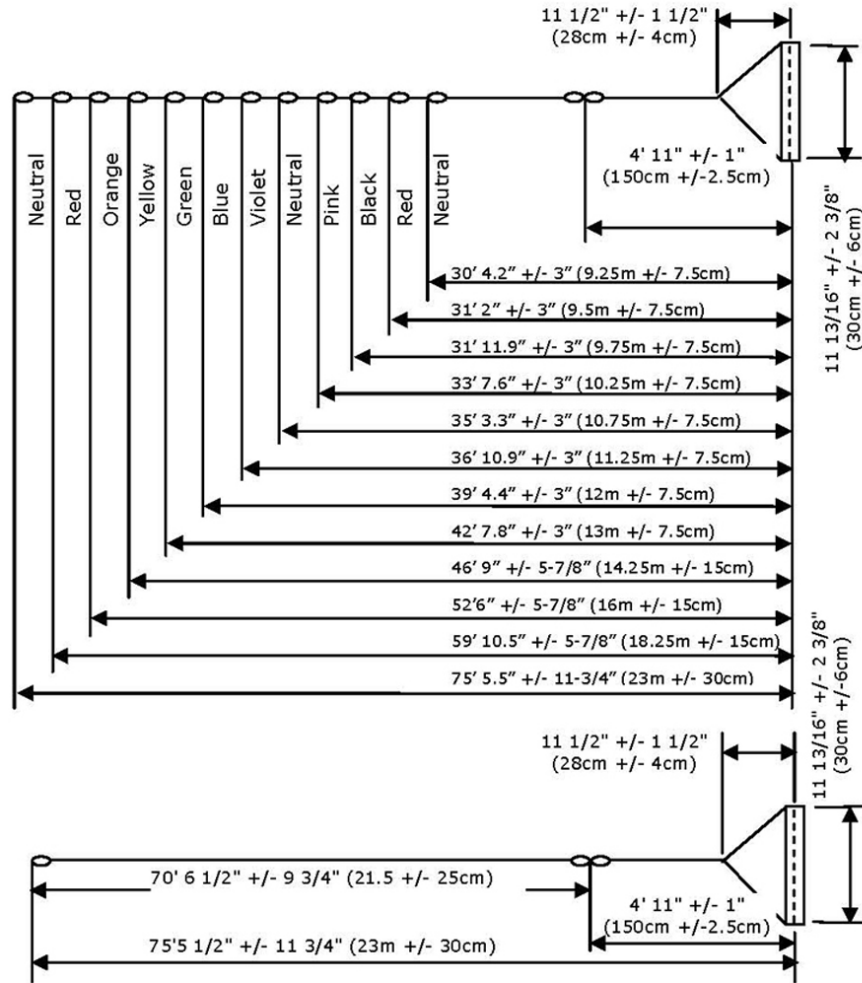 11 1/2" +/- 1 1/2"
(28cm +/- 4cm)
4' 11" +/- 1"
(150cm +/-2.5cm)
11 13/16" +/- 2 3/8"
(30cm +/- 6cm)
Neutral
Red
Orange
Yellow
Green
Blue
Violet
Neutral
Pink
Black
Red
Neutral
30′ 4.2″ +/- 3″ (9.25m +/- 7.5cm)
31′ 2″ +/- 3″ (9.5m +/- 7.5cm)
31′ 11.9″ +/- 3″ (9.75m +/- 7.5cm)
33′ 7.6″ +/- 3″ (10.25m +/- 7.5cm)
35′ 3.3″ +/- 3″ (10.75m +/- 7.5cm)
36′ 10.9″ +/- 3″ (11.25m +/- 7.5cm)
39′ 4.4″ +/- 3″ (12m +/- 7.5cm)
42′ 7.8″ +/- 3″ (13m +/- 7.5cm)
46′ 9″ +/- 5-7/8″ (14.25m +/- 15cm)
52′6″ +/- 5-7/8″ (16m +/- 15cm)
59′ 10.5″ +/- 5-7/8″ (18.25m +/- 15cm)
75′ 5.5″ +/- 11-3/4″ (23m +/- 30cm)
11 13/16" +/- 2 3/8"
(30cm +/-6cm)
11 1/2" +/- 1 1/2"
(28cm +/- 4cm)
70' 6 1/2" +/- 9 3/4" (21.5 +/- 25cm)
4' 11" +/- 1"
(150cm +/-2.5cm)
75'5 1/2" +/- 11 3/4" (23m +/- 30cm)